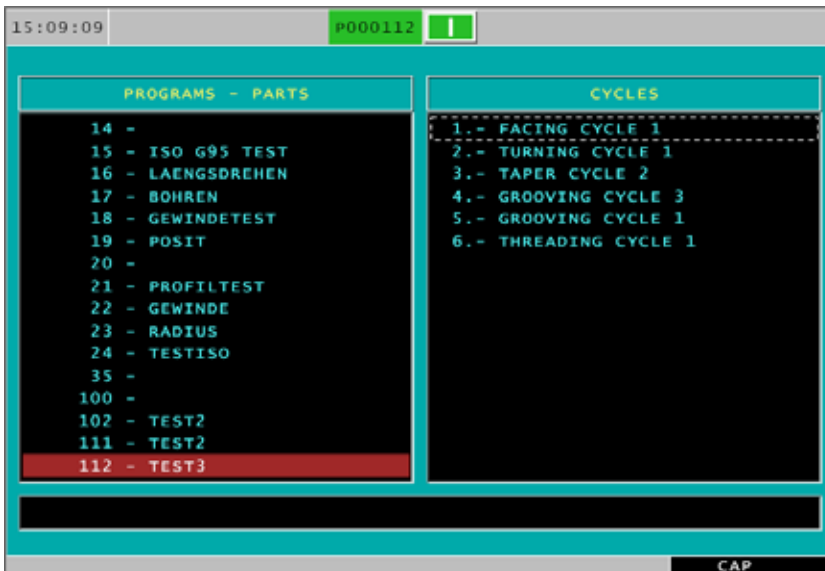 15:09:09 P000112
PROGRAMS - PARTS
14 -
15 - ISO G95 TEST
16 - LAENGSDREHEN
17 - BOHREN
18 - GEWINDETEST
19 - POSIT
20 -
21 - PROFILTEST
22 - GEWINDE
23 - RADIUS
24 - TESTISO
35 -
100 -
102 - TEST2
111 - TEST2
112 - TEST3
CYCLES
1.- FACING CYCLE 1
2.- TURNING CYCLE 1
3.- TAPER CYCLE 2
4.- GROOVING CYCLE 3
5.- GROOVING CYCLE 1
6.- THREADING CYCLE 1
CAP